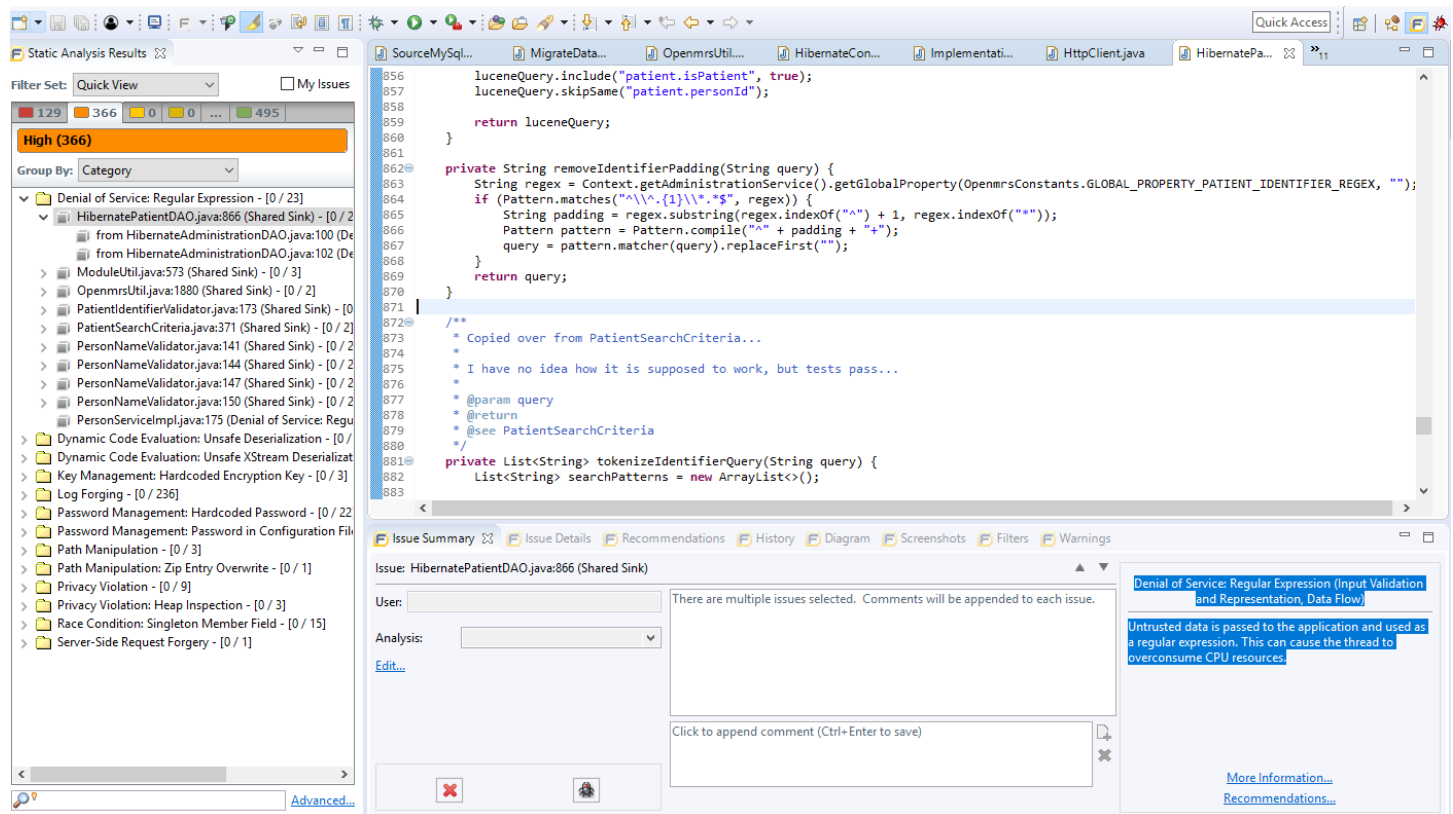 Quick Access
Static Analysis Results
Filter Set: Quick View My Issues
129 366 0 0 ... 495
High (366)
Group By: Category
Denial of Service: Regular Expression - [0 / 23]
HibernatePatientDAO.java:866 (Shared Sink) - [0 / 2
from HibernateAdministrationDAO.java:100 (De
from HibernateAdministrationDAO.java:102 (De
ModuleUtil.java:573 (Shared Sink) - [0 / 3]
OpenmrsUtil.java:1880 (Shared Sink) - [0 / 2]
PatientIdentifierValidator.java:173 (Shared Sink) - [0
PatientSearchCriteria.java:371 (Shared Sink) - [0 / 2]
PersonNameValidator.java:141 (Shared Sink) - [0 / 2
PersonNameValidator.java:144 (Shared Sink) - [0 / 2
PersonNameValidator.java:147 (Shared Sink) - [0 / 2
PersonNameValidator.java:150 (Shared Sink) - [0 / 2
PersonServiceImpl.java:175 (Denial of Service: Regu
Dynamic Code Evaluation: Unsafe Deserialization - [0 /
Dynamic Code Evaluation: Unsafe XStream Deserializat
Key Management: Hardcoded Encryption Key - [0 / 3]
Log Forging - [0 / 236]
Password Management: Hardcoded Password - [0 / 22
Password Management: Password in Configuration Fil
Path Manipulation - [0 / 3]
Path Manipulation: Zip Entry Overwrite - [0 / 1]
Privacy Violation - [0 / 9]
Privacy Violation: Heap Inspection - [0 / 3]
Race Condition: Singleton Member Field - [0 / 15]
Server-Side Request Forgery - [0 / 1]
Advanced...
SourceMySql... MigrateData... OpenmrsUtil.... HibernateCon... Implementati... HttpClient.java HibernatePa... »11
856 luceneQuery.include("patient.isPatient", true);
857 luceneQuery.skipSame("patient.personId");
858
859 return luceneQuery;
860 }
861
862 private String removeIdentifierPadding(String query) {
863 String regex = Context.getAdministrationService().getGlobalProperty(OpenmrsConstants.GLOBAL_PROPERTY_PATIENT_IDENTIFIER_REGEX, "");
864 if (Pattern.matches("^\\^.{1}\\*.*$", regex)) {
865 String padding = regex.substring(regex.indexOf("^") + 1, regex.indexOf("*"));
866 Pattern pattern = Pattern.compile("^" + padding + "+");
867 query = pattern.matcher(query).replaceFirst("");
868 }
869 return query;
870 }
871
872 /**
873 * Copied over from PatientSearchCriteria...
874 *
875 * I have no idea how it is supposed to work, but tests pass...
876 *
877 * @param query
878 * @return
879 * @see PatientSearchCriteria
880 */
881 private List<String> tokenizeIdentifierQuery(String query) {
882 List<String> searchPatterns = new ArrayList<>();
883
Issue Summary Issue Details Recommendations History Diagram Screenshots Filters Warnings
Issue: HibernatePatientDAO.java:866 (Shared Sink)
User:
Analysis:
Edit...
There are multiple issues selected. Comments will be appended to each issue.
Click to append comment (Ctrl+Enter to save)
Denial of Service: Regular Expression (Input Validation
and Representation, Data Flow)
Untrusted data is passed to the application and used as
a regular expression. This can cause the thread to
overconsume CPU resources.
More Information...
Recommendations...